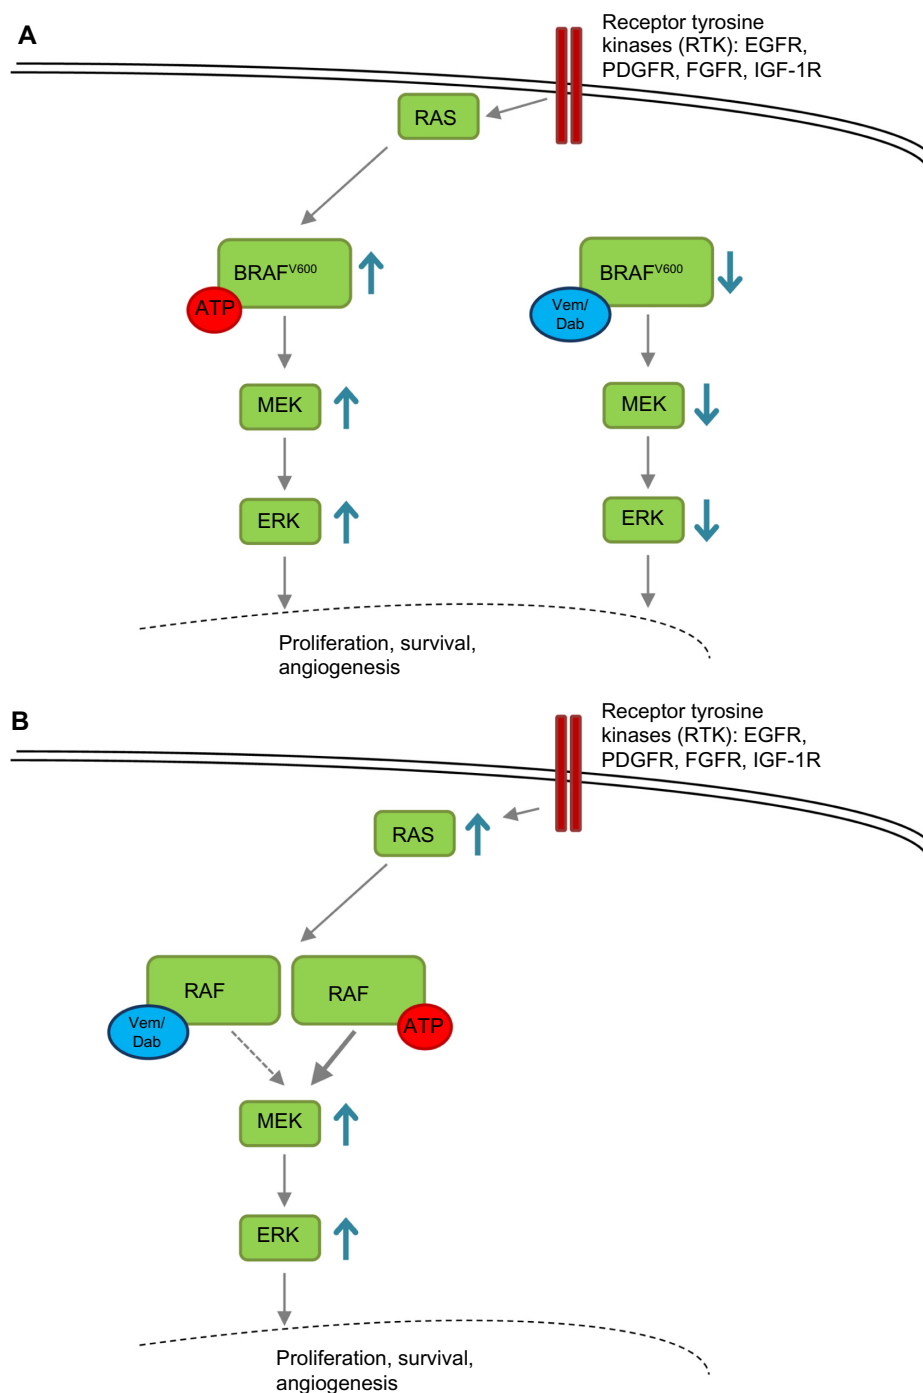 A
Receptor tyrosine
kinases (RTK): EGFR,
PDGFR, FGFR, IGF-1R
RAS
BRAFV600
ATP
MEK
ERK
BRAFV600
Vem/
Dab
MEK
ERK
Proliferation, survival,
angiogenesis
B
Receptor tyrosine
kinases (RTK): EGFR,
PDGFR, FGFR, IGF-1R
RAS
RAF
Vem/
Dab
RAF
ATP
MEK
ERK
Proliferation, survival,
angiogenesis